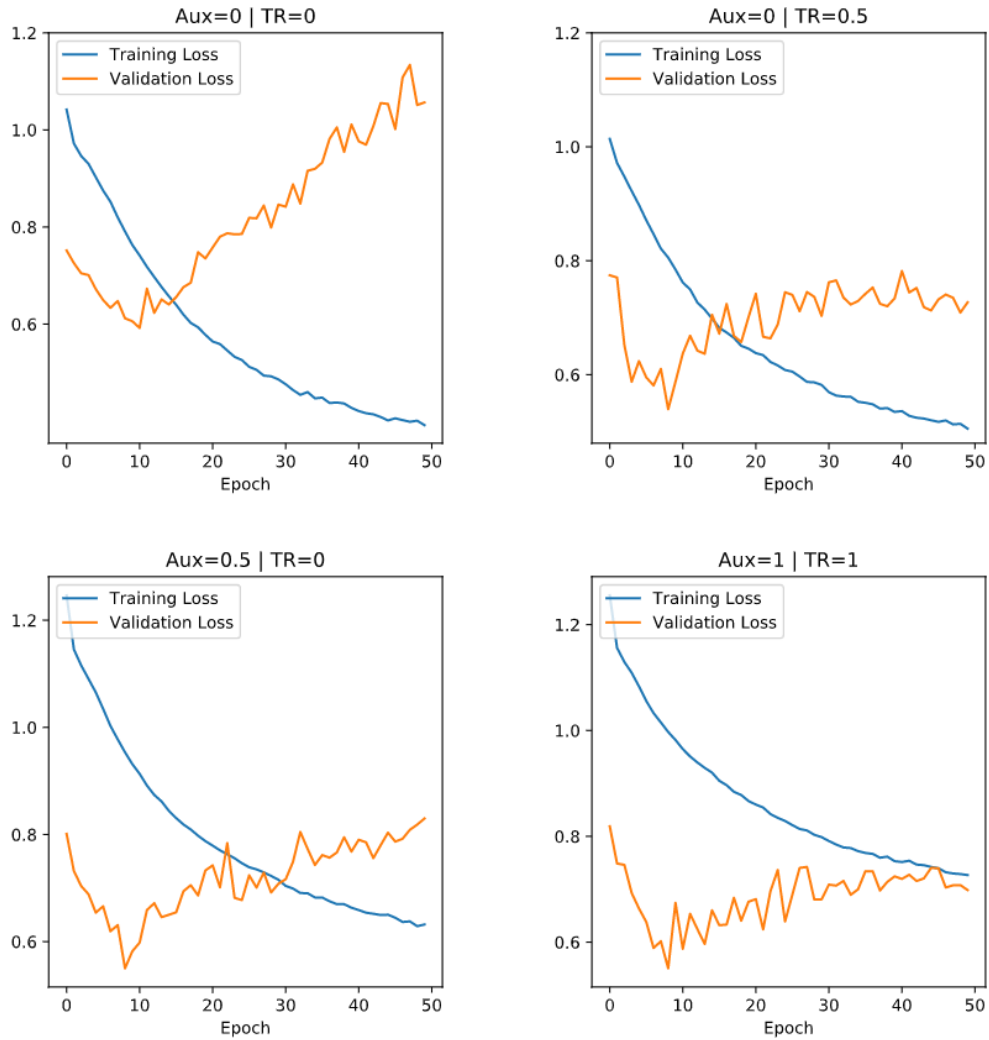 Aux=0 | TR=0
1.2
1.0
0.8
0.6
Training Loss
Validation Loss
0 10 20 30 40 50
Epoch
Aux=0 | TR=0.5
1.2
1.0
0.8
0.6
Training Loss
Validation Loss
0 10 20 30 40 50
Epoch
Aux=0.5 | TR=0
1.2
1.0
0.8
0.6
Training Loss
Validation Loss
0 10 20 30 40 50
Epoch
Aux=1 | TR=1
1.2
1.0
0.8
0.6
Training Loss
Validation Loss
0 10 20 30 40 50
Epoch